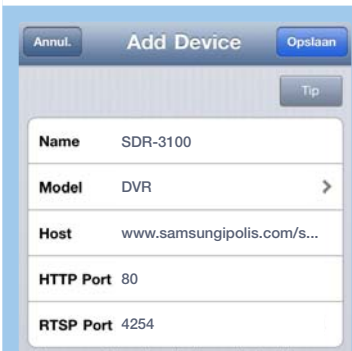 Annul. Add Device Opslaan
Tip
Name SDR-3100
Model DVR
Host www.samsungipolis.com/s...
HTTP Port 80
RTSP Port 4254